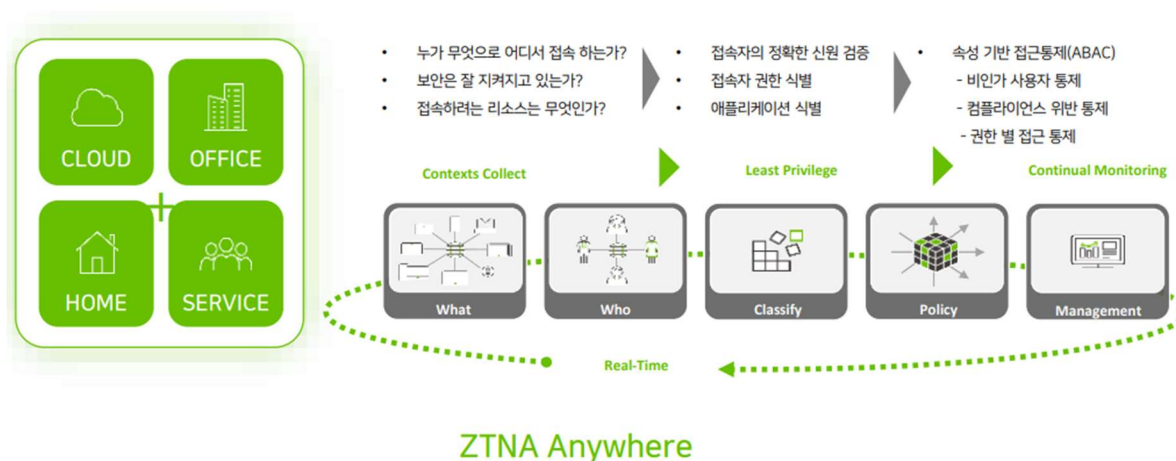 CLOUD
OFFICE
HOME
SERVICE
• 누가 무엇으로 어디서 접속 하는가?
• 보안은 잘 지켜지고 있는가?
• 접속하려는 리소스는 무엇인가?
• 접속자의 정확한 신원 검증
• 접속자 권한 식별
• 애플리케이션 식별
• 속성 기반 접근통제(ABAC)
- 비인가 사용자 통제
- 컴플라이언스 위반 통제
- 권한 별 접근 통제
Contexts Collect
Least Privilege
Continual Monitoring
What
Who
Classify
Policy
Management
Real-Time
ZTNA Anywhere